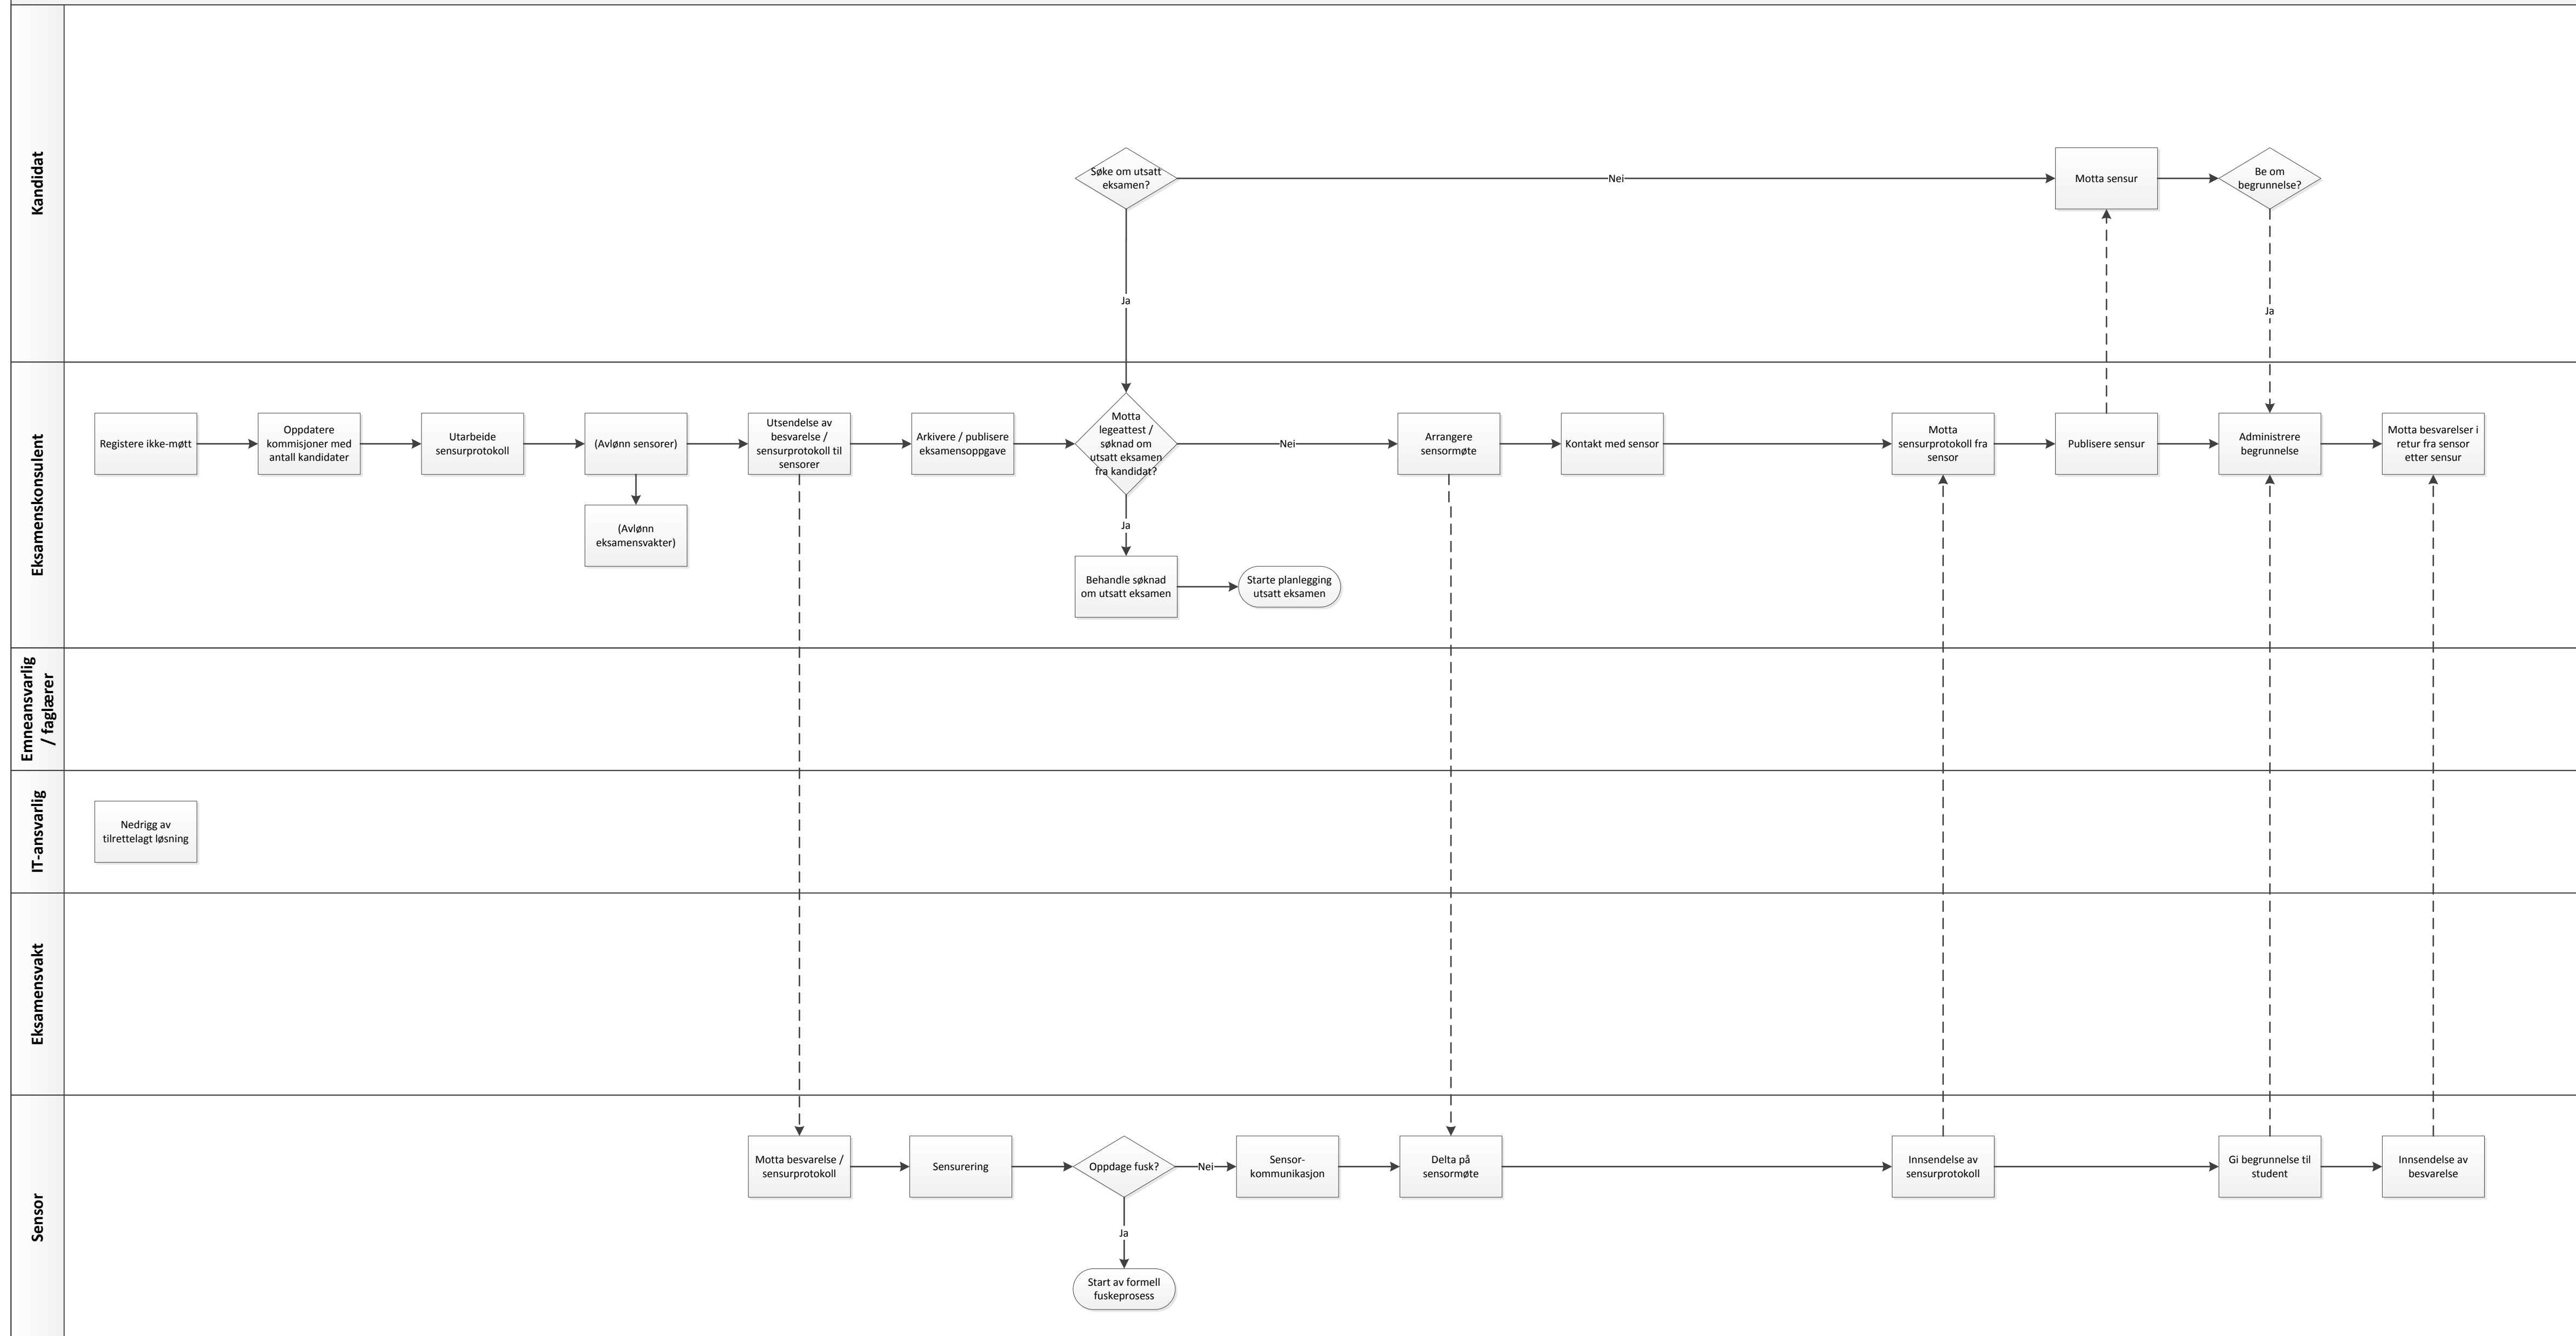 Kandidat
Søke om utsatt
eksamen?
Nei
Motta sensur
Be om
begrunnelse?
Ja
Ja
Eksamenskonsulent
Registere ikke-møtt
Oppdatere
kommisjoner med
antall kandidater
Utarbeide
sensurprotokoll
(Avlønn sensorer)
(Avlønn
eksamensvakter)
Utsendelse av
besvarelse /
sensurprotokoll til
sensorer
Arkivere / publisere
eksamensoppgave
Motta
legeattest /
søknad om
utsatt eksamen
fra kandidat?
Nei
Ja
Behandle søknad
om utsatt eksamen
Starte planlegging
utsatt eksamen
Arrangere
sensormøte
Kontakt med sensor
Motta
sensurprotokoll fra
sensor
Publisere sensur
Administrere
begrunnelse
Motta besvarelser i
retur fra sensor
etter sensur
Emneansvarlig
/ faglærer
IT-ansvarlig
Nedrigg av
tilrettelagt løsning
Eksamensvakt
Sensor
Motta besvarelse /
sensurprotokoll
Sensurering
Oppdage fusk?
Nei
Ja
Start av formell
fuskeprosess
Sensor-
kommunikasjon
Delta på
sensormøte
Innsendelse av
sensurprotokoll
Gi begrunnelse til
student
Innsendelse av
besvarelse